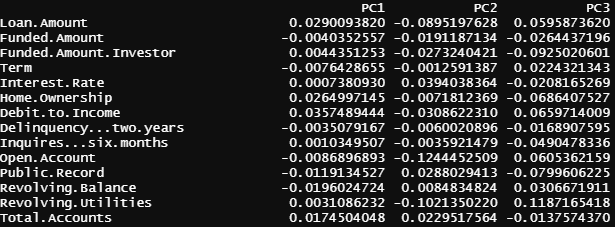 PC1 PC2 PC3
Loan.Amount 0.0290093820 -0.0895197628 0.0595873620
Funded.Amount -0.0040352557 -0.0191187134 -0.0264437196
Funded.Amount.Investor 0.0044351253 -0.0273240421 -0.0925020601
Term -0.0076428655 -0.0012591387 0.0224321343
Interest.Rate 0.0007380930 0.0394038364 -0.0208165269
Home.Ownership 0.0264997145 -0.0071812369 -0.0686407527
Debit.to.Income 0.0357489444 -0.0308622310 0.0659714009
Delinquency...two.years -0.0035079167 -0.0060020896 -0.0168907595
Inquires...six.months 0.0010349507 -0.0035921479 -0.0490478336
Open.Account -0.0086896893 -0.1244452509 0.0605362159
Public.Record -0.0119134527 0.0288029413 -0.0799606225
Revolving.Balance -0.0196024724 0.0084834824 0.0306671911
Revolving.Utilities 0.0031086232 -0.1021350220 0.1187165418
Total.Accounts 0.0174504048 0.0229517564 -0.0137574370